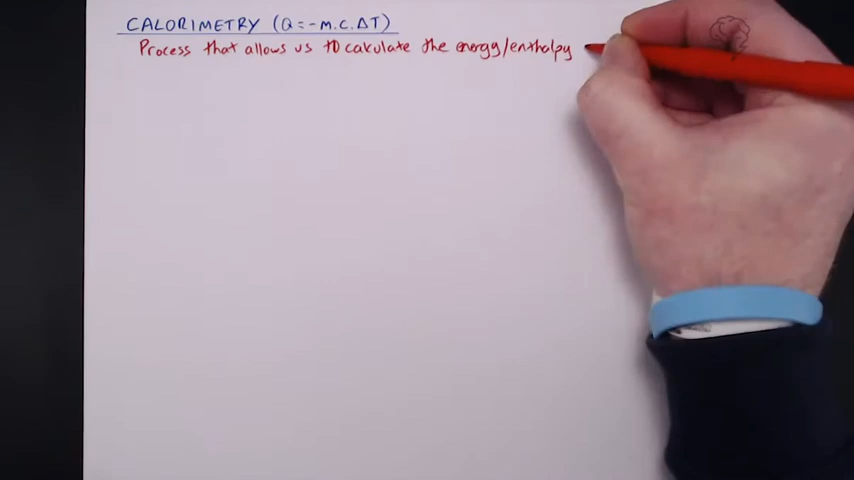 CALORIMETRY (Q=-m.c.ΔT)
Process that allows us to calculate the energy/enthalpy